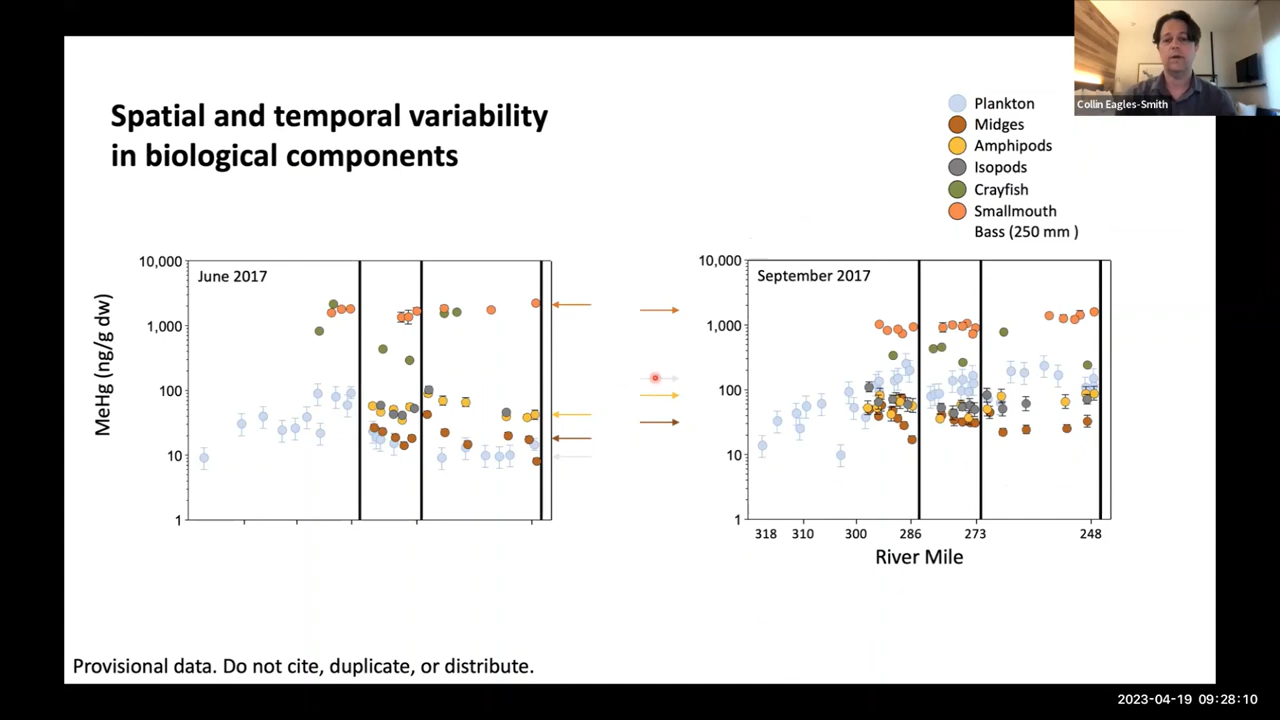 Collin Eagles-Smith
Spatial and temporal variability
in biological components
Plankton
Midges
Amphipods
Isopods
Crayfish
Smallmouth
Bass (250 mm )
MeHg (ng/g dw)
10,000
1,000
100
10
1
June 2017
10,000
1,000
100
10
1
September 2017
318 310 300 286 273 248
River Mile
Provisional data. Do not cite, duplicate, or distribute.
2023-04-19 09:28:10